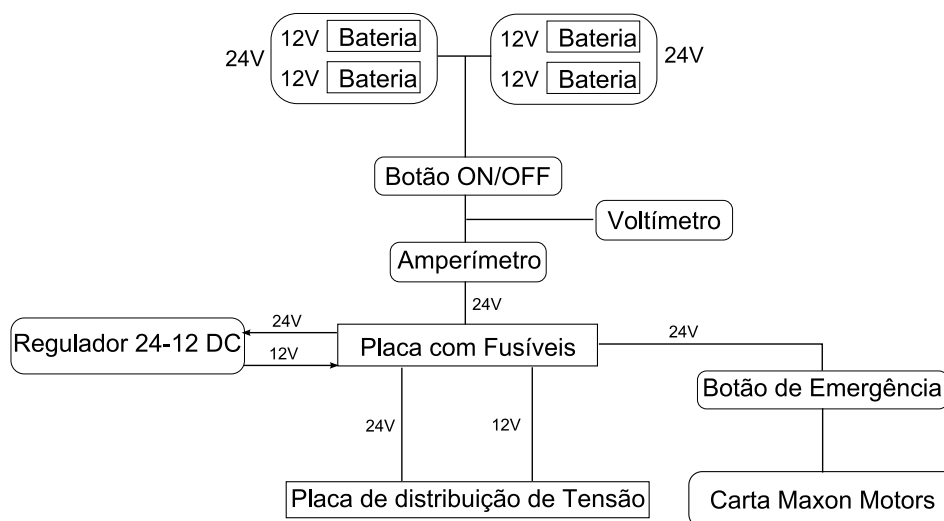 12V Bateria
12V Bateria
24V
12V Bateria
12V Bateria
24V
Botão ON/OFF
Voltímetro
Amperímetro
24V
Regulador 24-12 DC
24V
12V
Placa com Fusíveis
24V
Botão de Emergência
24V
12V
Placa de distribuição de Tensão
Carta Maxon Motors